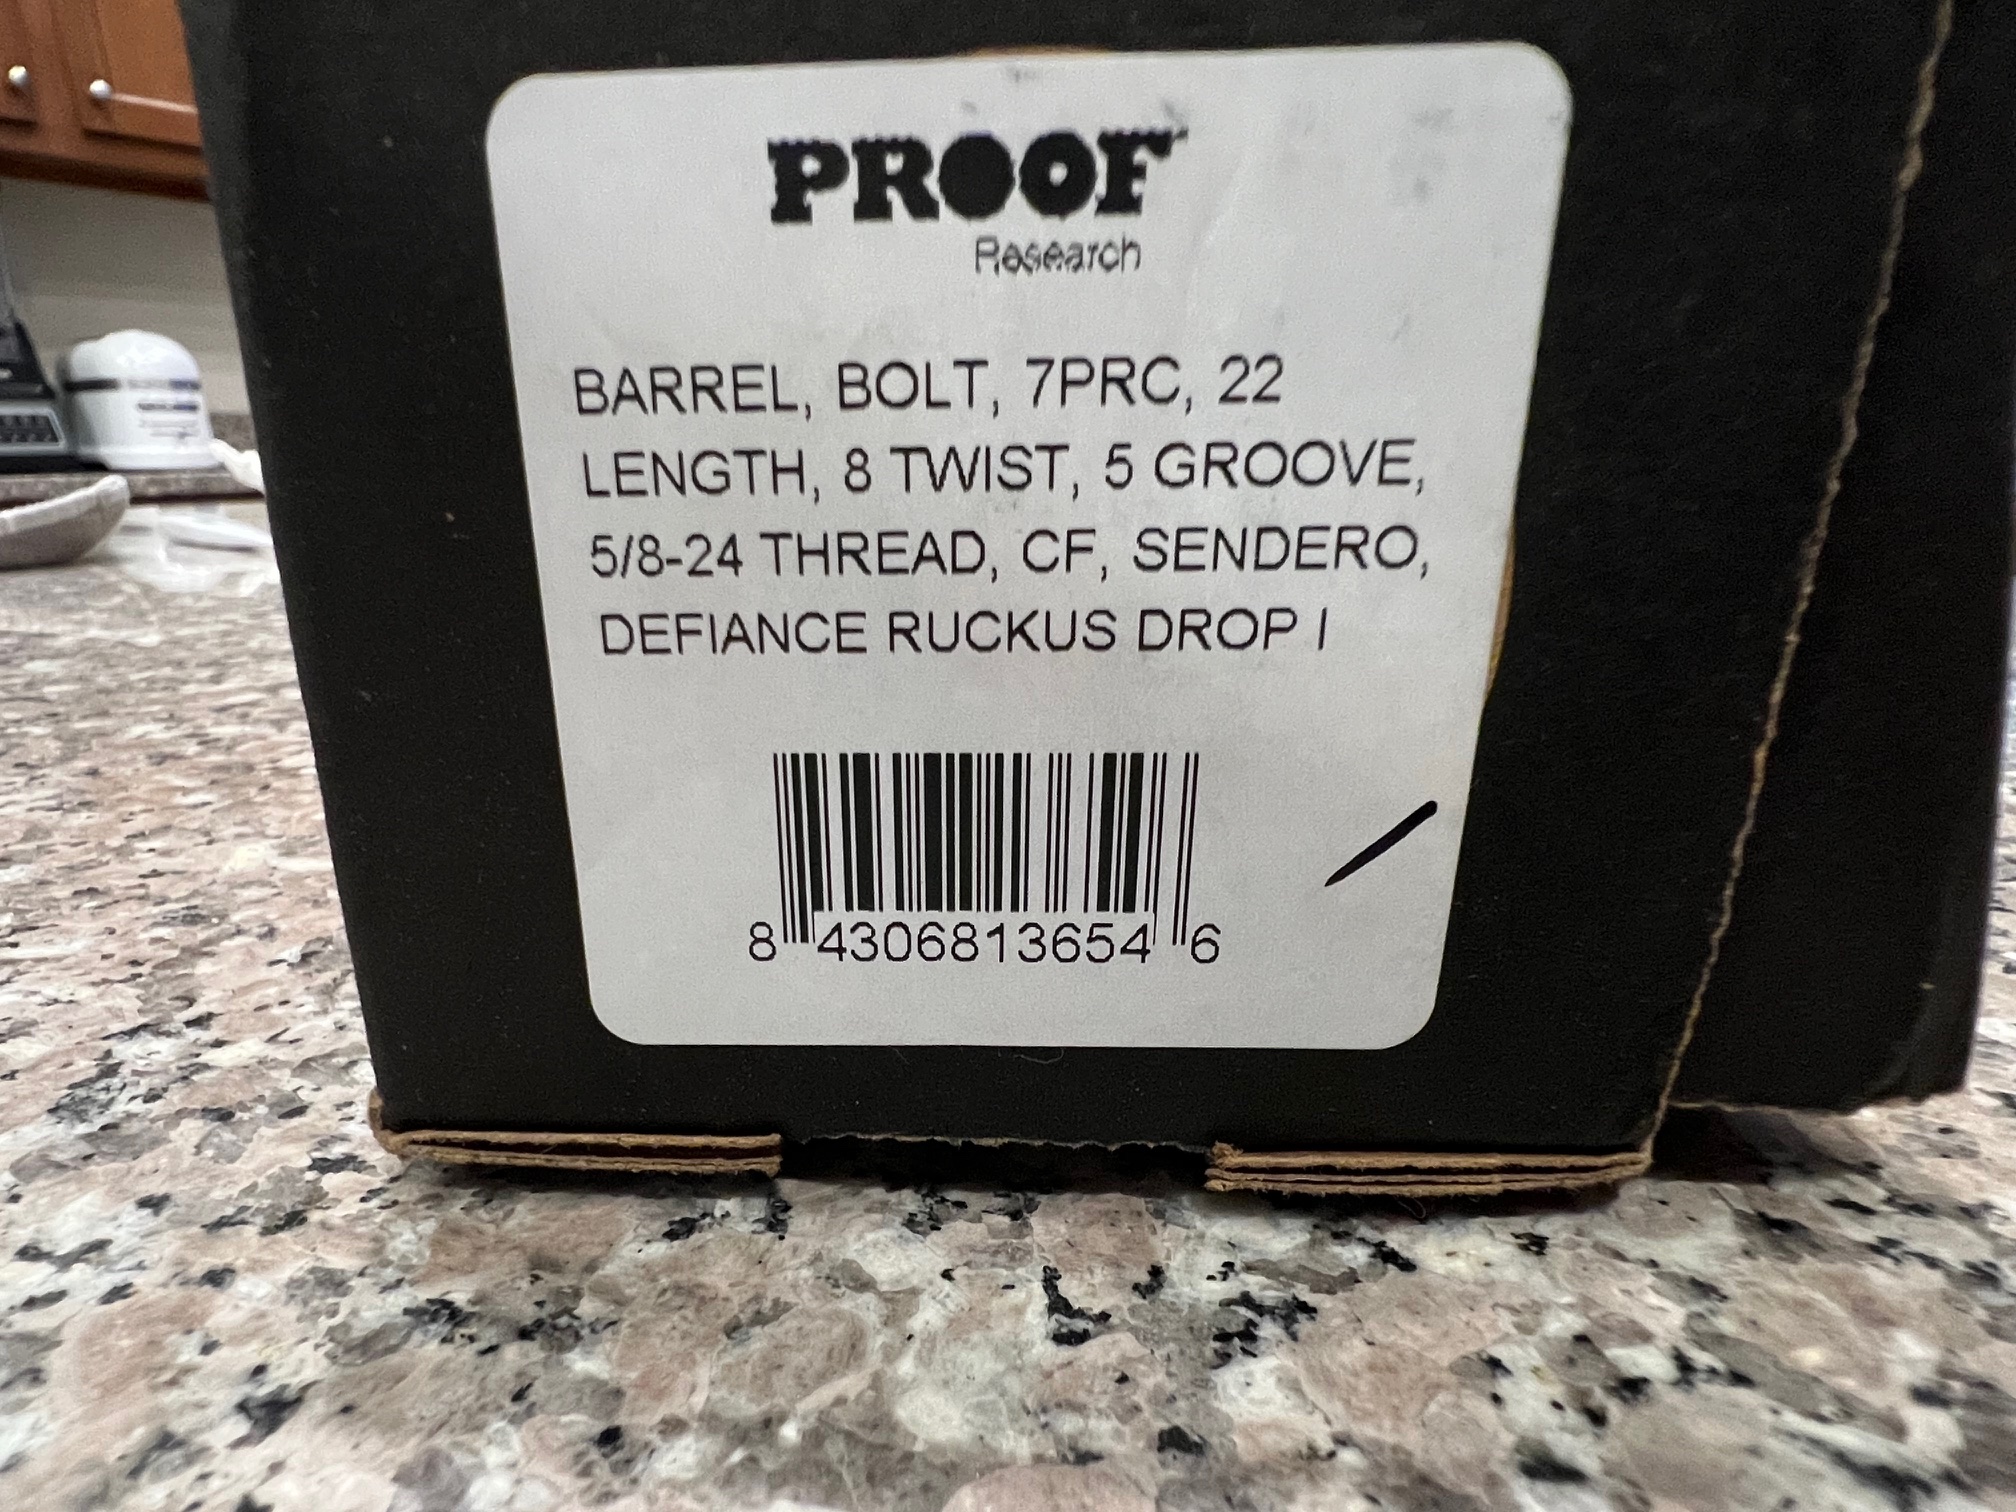 PROOF
Research
BARREL, BOLT, 7PRC, 22
LENGTH, 8 TWIST, 5 GROOVE,
5/8-24 THREAD, CF, SENDERO,
DEFIANCE RUCKUS DROP I
8 4306813654 6